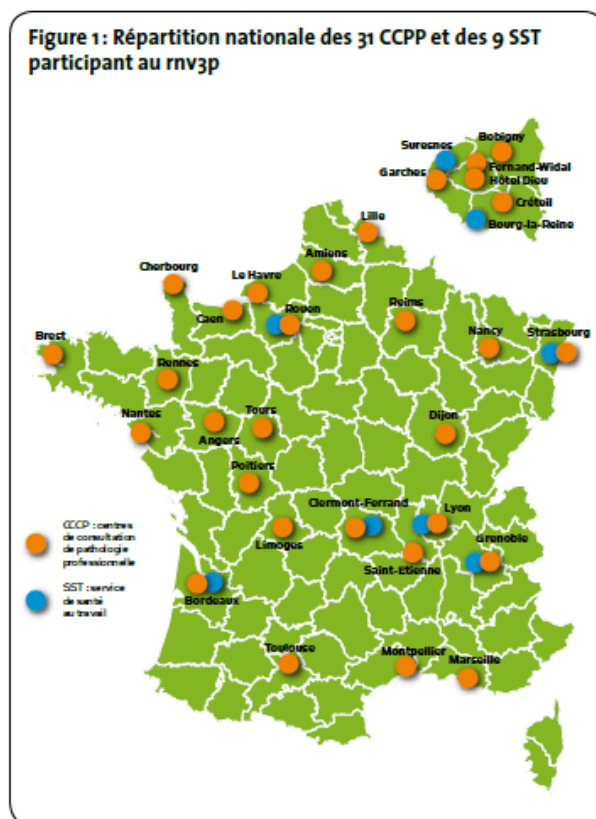 Figure 1 : Répartition nationale des 31 CCPP et des 9 SST
participant au rnv3p
Suresnes
Bobigny
Fernand-Widal
Garches
Hôtel Dieu
Créteil
Bourg-la-Reine
Lille
Amiens
Cherbourg
Le Havre
Caen
Rouen
Reims
Nancy
Strasbourg
Brest
Rennes
Nantes
Angers
Tours
Dijon
Poitiers
Clermont-Ferrand
Lyon
Limoges
Grenoble
Saint-Etienne
Bordeaux
Toulouse
Montpellier
Marseille
CCCP : centres
de consultation
de pathologie
professionnelle
SST : service
de santé
au travail